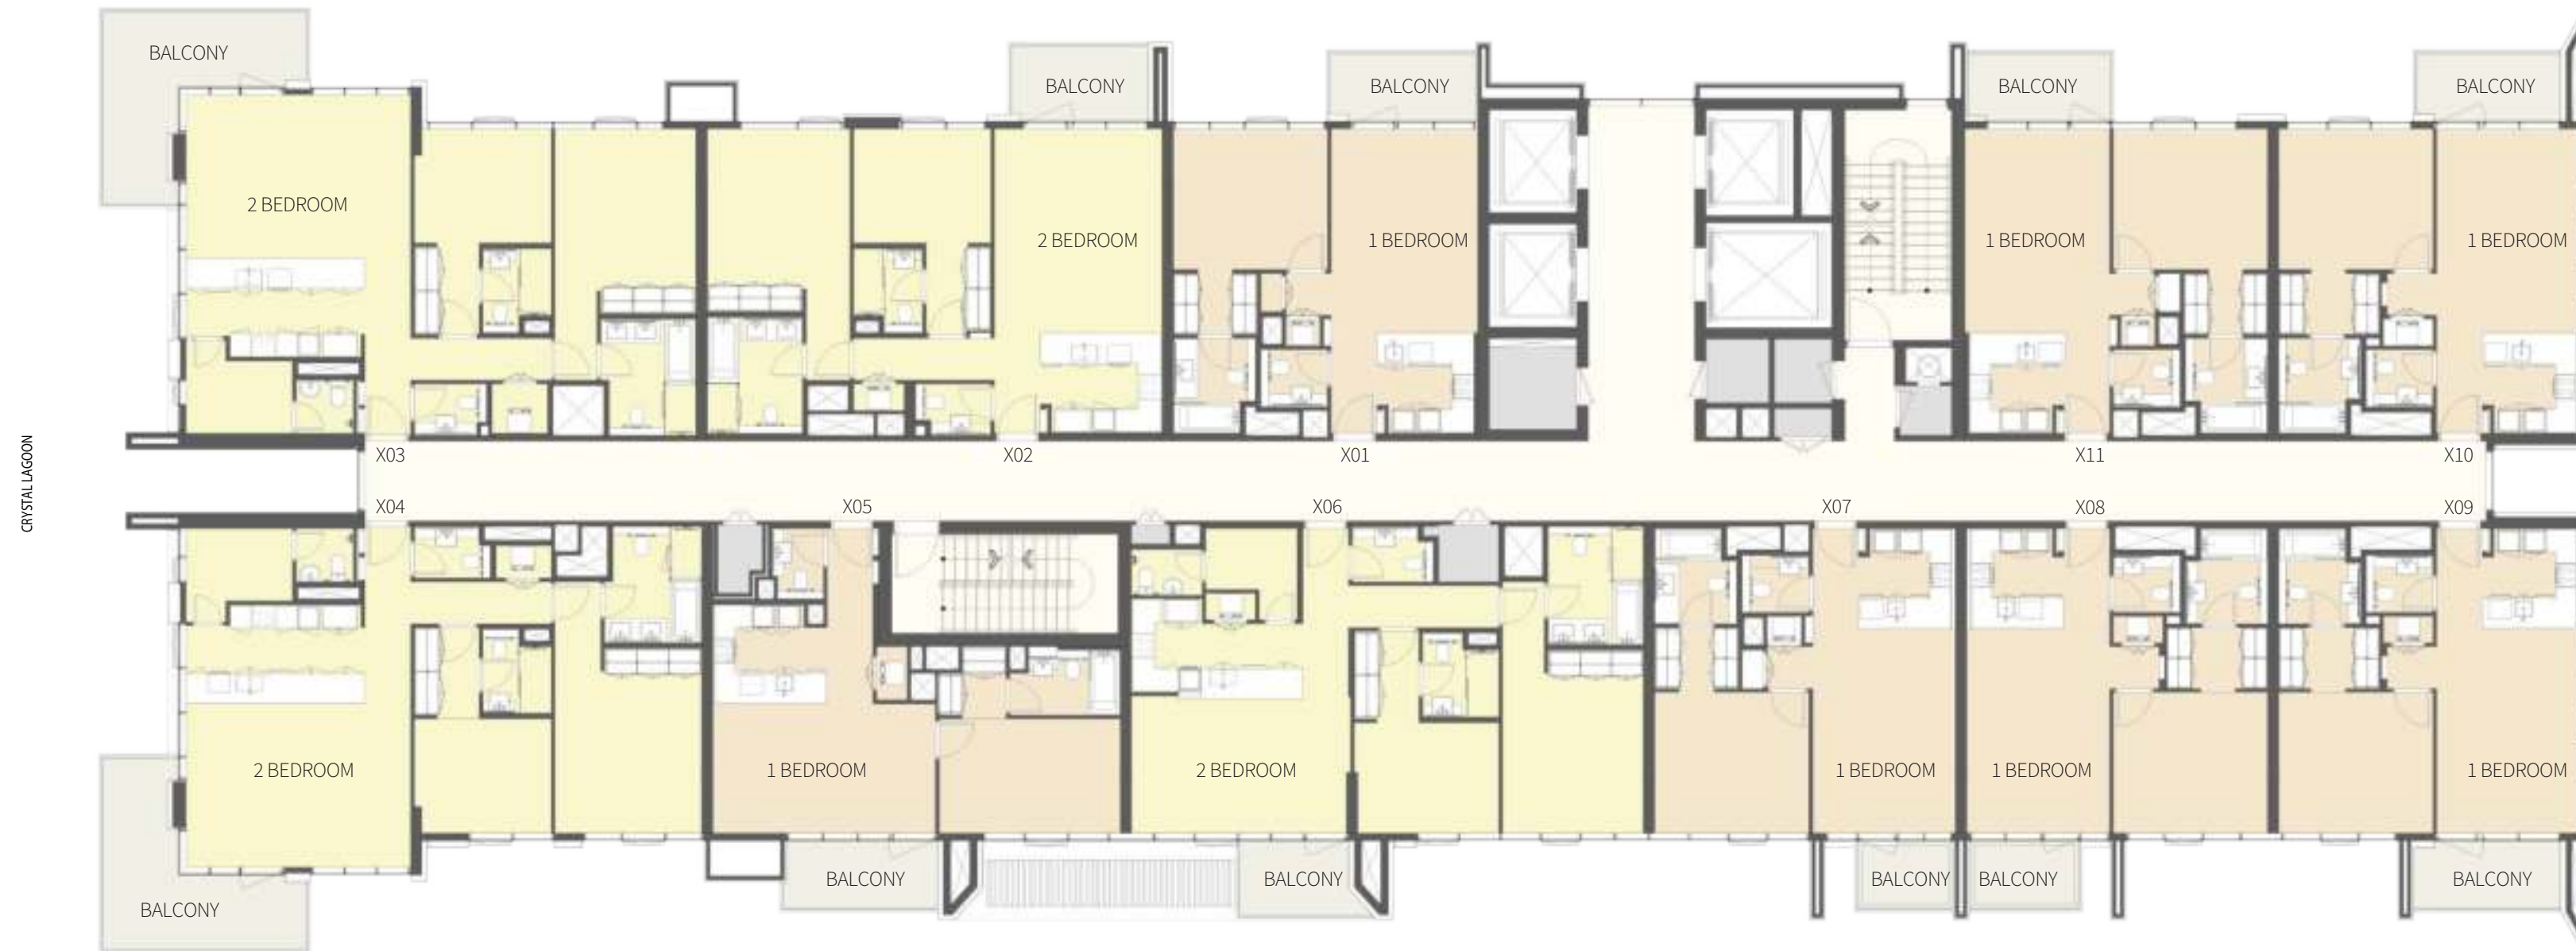 BALCONY
BALCONY
BALCONY
BALCONY
BALCONY
2 BEDROOM
2 BEDROOM
1 BEDROOM
1 BEDROOM
1 BEDROOM
CRYSTAL LAGOON
X03
X02
X01
X11
X10
X04
X05
X06
X07
X08
X09
2 BEDROOM
1 BEDROOM
2 BEDROOM
1 BEDROOM
1 BEDROOM
1 BEDROOM
BALCONY
BALCONY
BALCONY
BALCONY
BALCONY
BALCONY